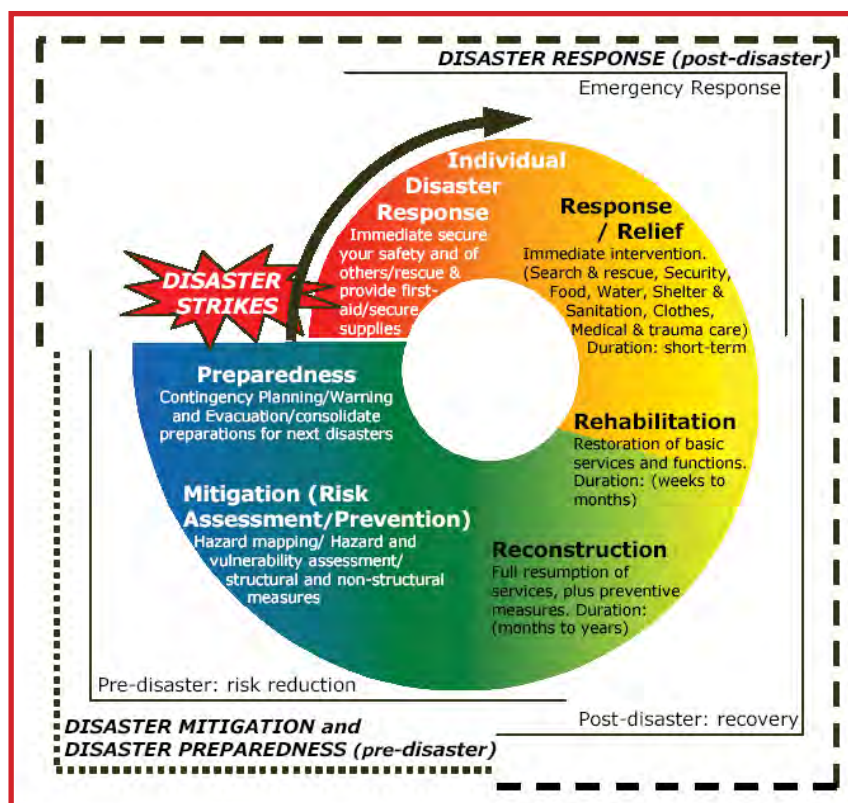 DISASTER RESPONSE (post-disaster)
Emergency Response
Individual
Disaster
Response
Immediate secure
your safety and of
others/rescue &
provide first-
aid/secure
supplies
Response
/ Relief
Immediate intervention.
(Search & rescue, Security,
Food, Water, Shelter &
Sanitation, Clothes,
Medical & trauma care)
Duration: short-term
DISASTER
STRIKES
Preparedness
Contingency Planning/Warning
and Evacuation/consolidate
preparations for next disasters
Rehabilitation
Restoration of basic
services and functions.
Duration: (weeks to
months)
Mitigation (Risk
Assessment/Prevention)
Hazard mapping/ Hazard and
vulnerability assessment/
structural and non-structural
measures
Reconstruction
Full resumption of
services, plus preventive
measures. Duration:
(months to years)
Pre-disaster: risk reduction
Post-disaster: recovery
DISASTER MITIGATION and
DISASTER PREPAREDNESS (pre-disaster)